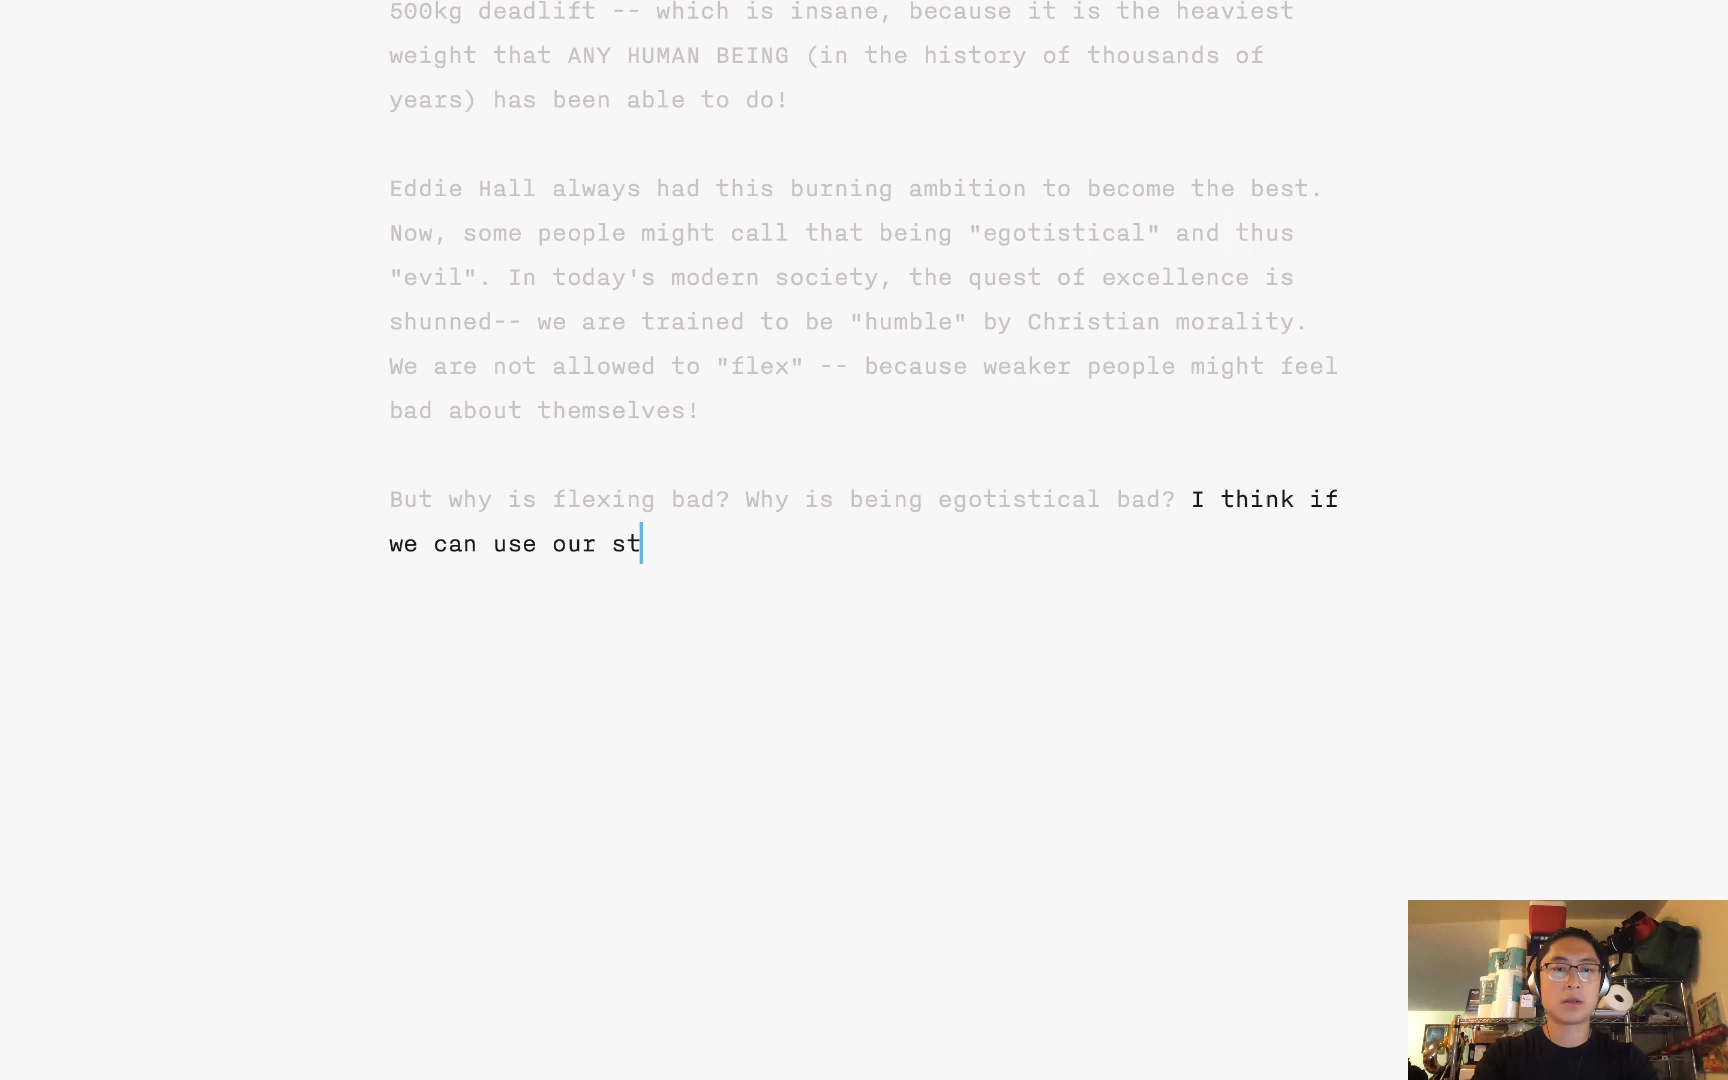 500kg deadlift -- which is insane, because it is the heaviest
weight that ANY HUMAN BEING (in the history of thousands of
years) has been able to do!
Eddie Hall always had this burning ambition to become the best.
Now, some people might call that being "egotistical" and thus
"evil". In today's modern society, the quest of excellence is
shunned-- we are trained to be "humble" by Christian morality.
We are not allowed to "flex" -- because weaker people might feel
bad about themselves!
But why is flexing bad? Why is being egotistical bad? I think if
we can use our st